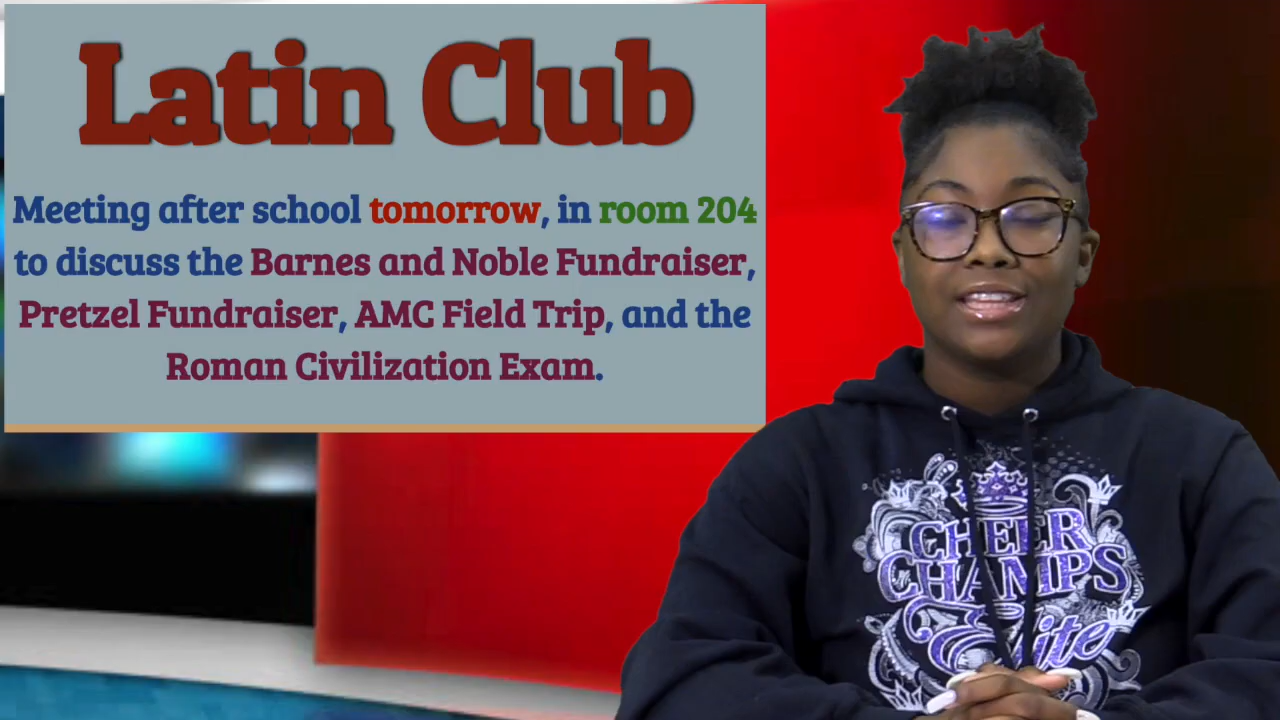 Latin Club
Meeting after school tomorrow, in room 204
to discuss the Barnes and Noble Fundraiser,
Pretzel Fundraiser, AMC Field Trip, and the
Roman Civilization Exam.
CHEER
CHAMPS
Elite